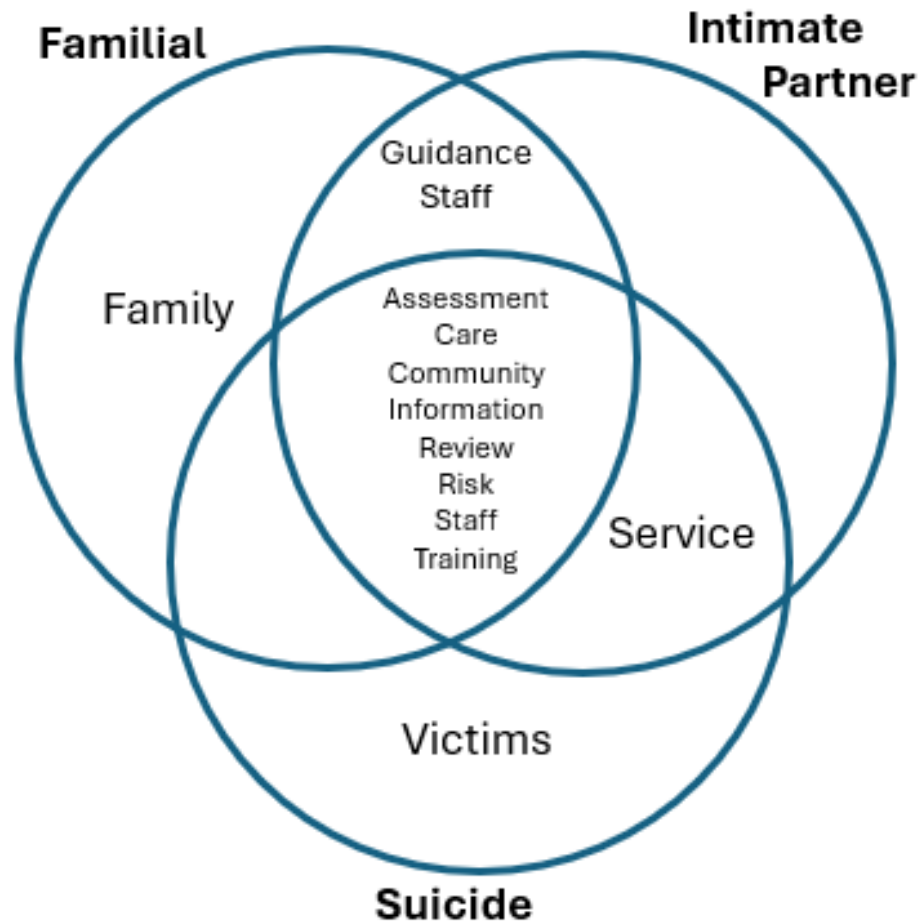 Familial
Intimate
Partner
Guidance
Staff
Family
Assessment
Care
Community
Information
Review
Risk
Staff
Training
Service
Victims
Suicide